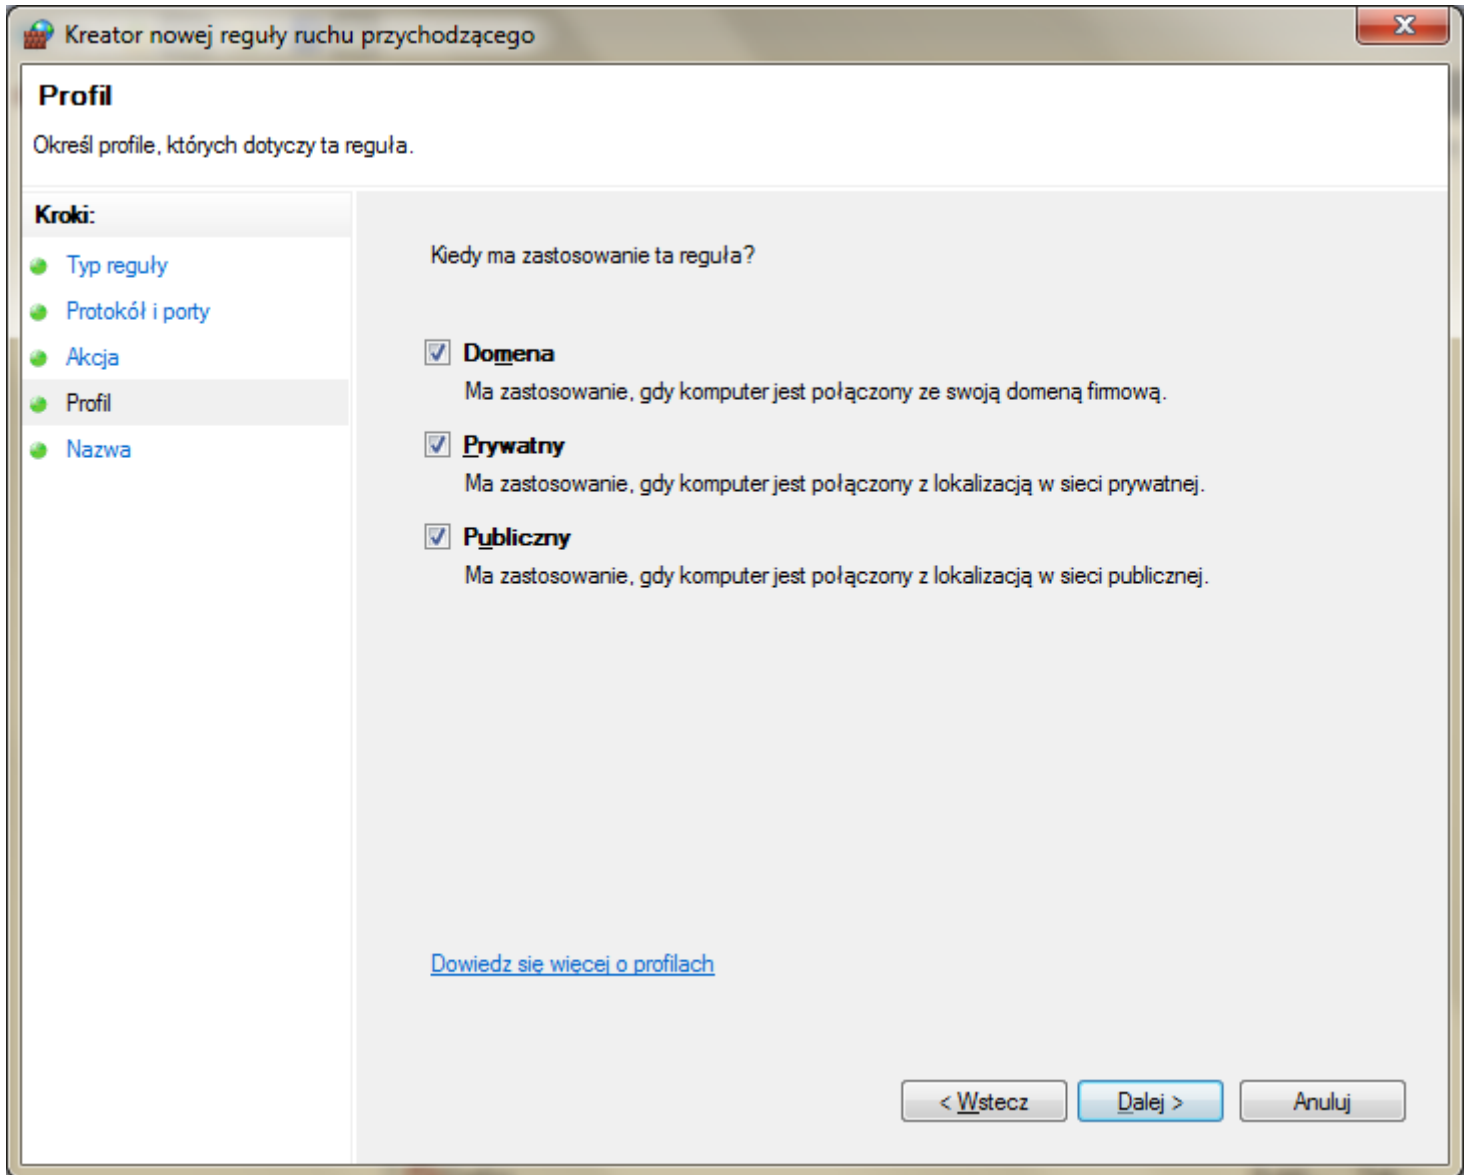 Kreator nowej reguły ruchu przychodzącego
Profil
Określ profile, których dotyczy ta reguła.
Kroki:
Typ reguły
Protokół i porty
Akcja
Profil
Nazwa
Kiedy ma zastosowanie ta reguła?
Domena
Ma zastosowanie, gdy komputer jest połączony ze swoją domeną firmową.
Prywatny
Ma zastosowanie, gdy komputer jest połączony z lokalizacją w sieci prywatnej.
Publiczny
Ma zastosowanie, gdy komputer jest połączony z lokalizacją w sieci publicznej.
Dowiedz się więcej o profilach
< Wstecz
Dalej >
Anuluj